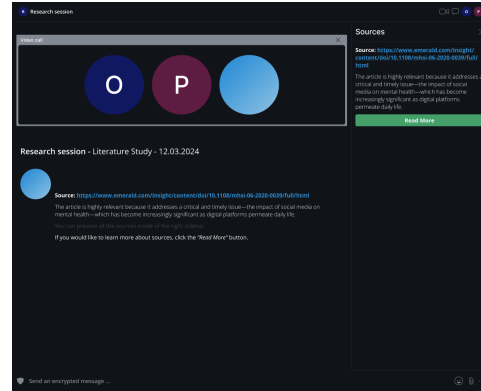 R Research session
O P
Video call
O P
Research session - Literature Study - 12.03.2024
Source: https://www.emerald.com/insight/content/doi/10.1108/mhsi-06-2020-0039/full/html
The article is highly relevant because it addresses a critical and timely issue—the impact of social media on
mental health—which has become increasingly significant as digital platforms permeate daily life.
You can preview all the sources inside of the right sidebar.
If you would like to learn more about sources, click the "Read More" button.
Send an encrypted message ...
Sources
Source: https://www.emerald.com/insight/
content/doi/10.1108/mhsi-06-2020-0039/full/
html
The article is highly relevant because it addresses a
critical and timely issue—the impact of social
media on mental health—which has become
increasingly significant as digital platforms
permeate daily life.
Read More